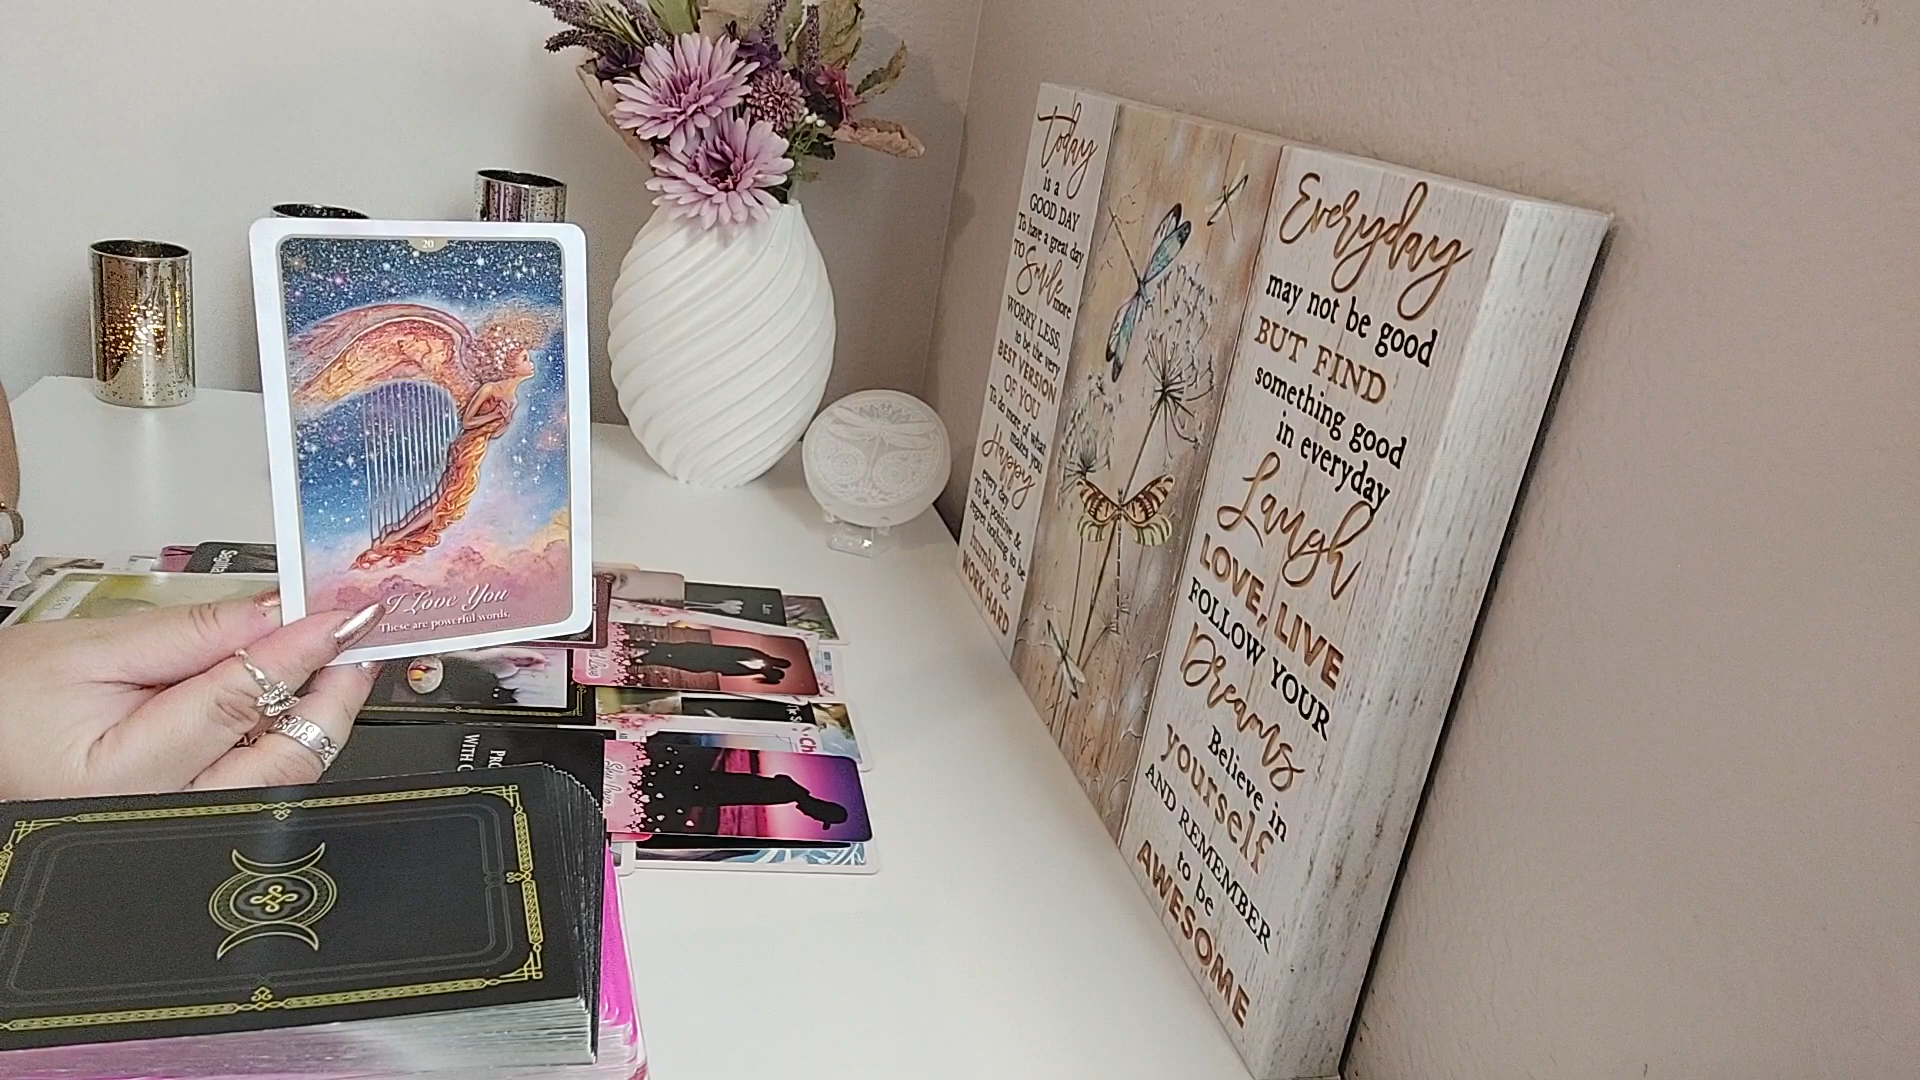 20
I Love You
These are powerful words.
Today
is a
GOOD DAY
To have a great day
TO Smile more
WORRY LESS,
to be the very
BEST VERSION
OF YOU
To do more of what
makes you
Happy
every day
To be positive &
regret nothing to be
humble &
WORK HARD
Everyday
may not be good
BUT FIND
something good
in everyday
Laugh
LOVE, LIVE
FOLLOW YOUR
Dreams
Believe in
yourself
AND REMEMBER
to be
AWESOME
WITH